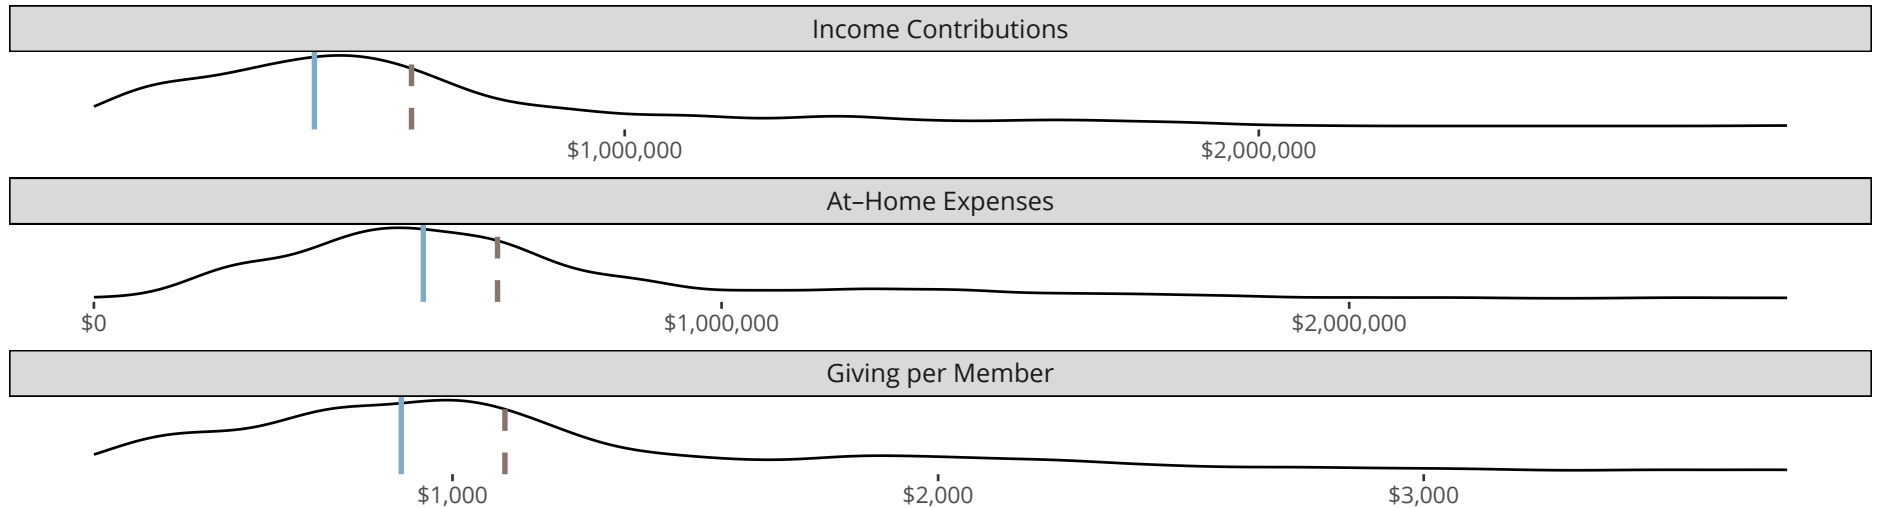 Income Contributions
$1,000,000 $2,000,000
At–Home Expenses
$0 $1,000,000 $2,000,000
Giving per Member
$1,000 $2,000 $3,000